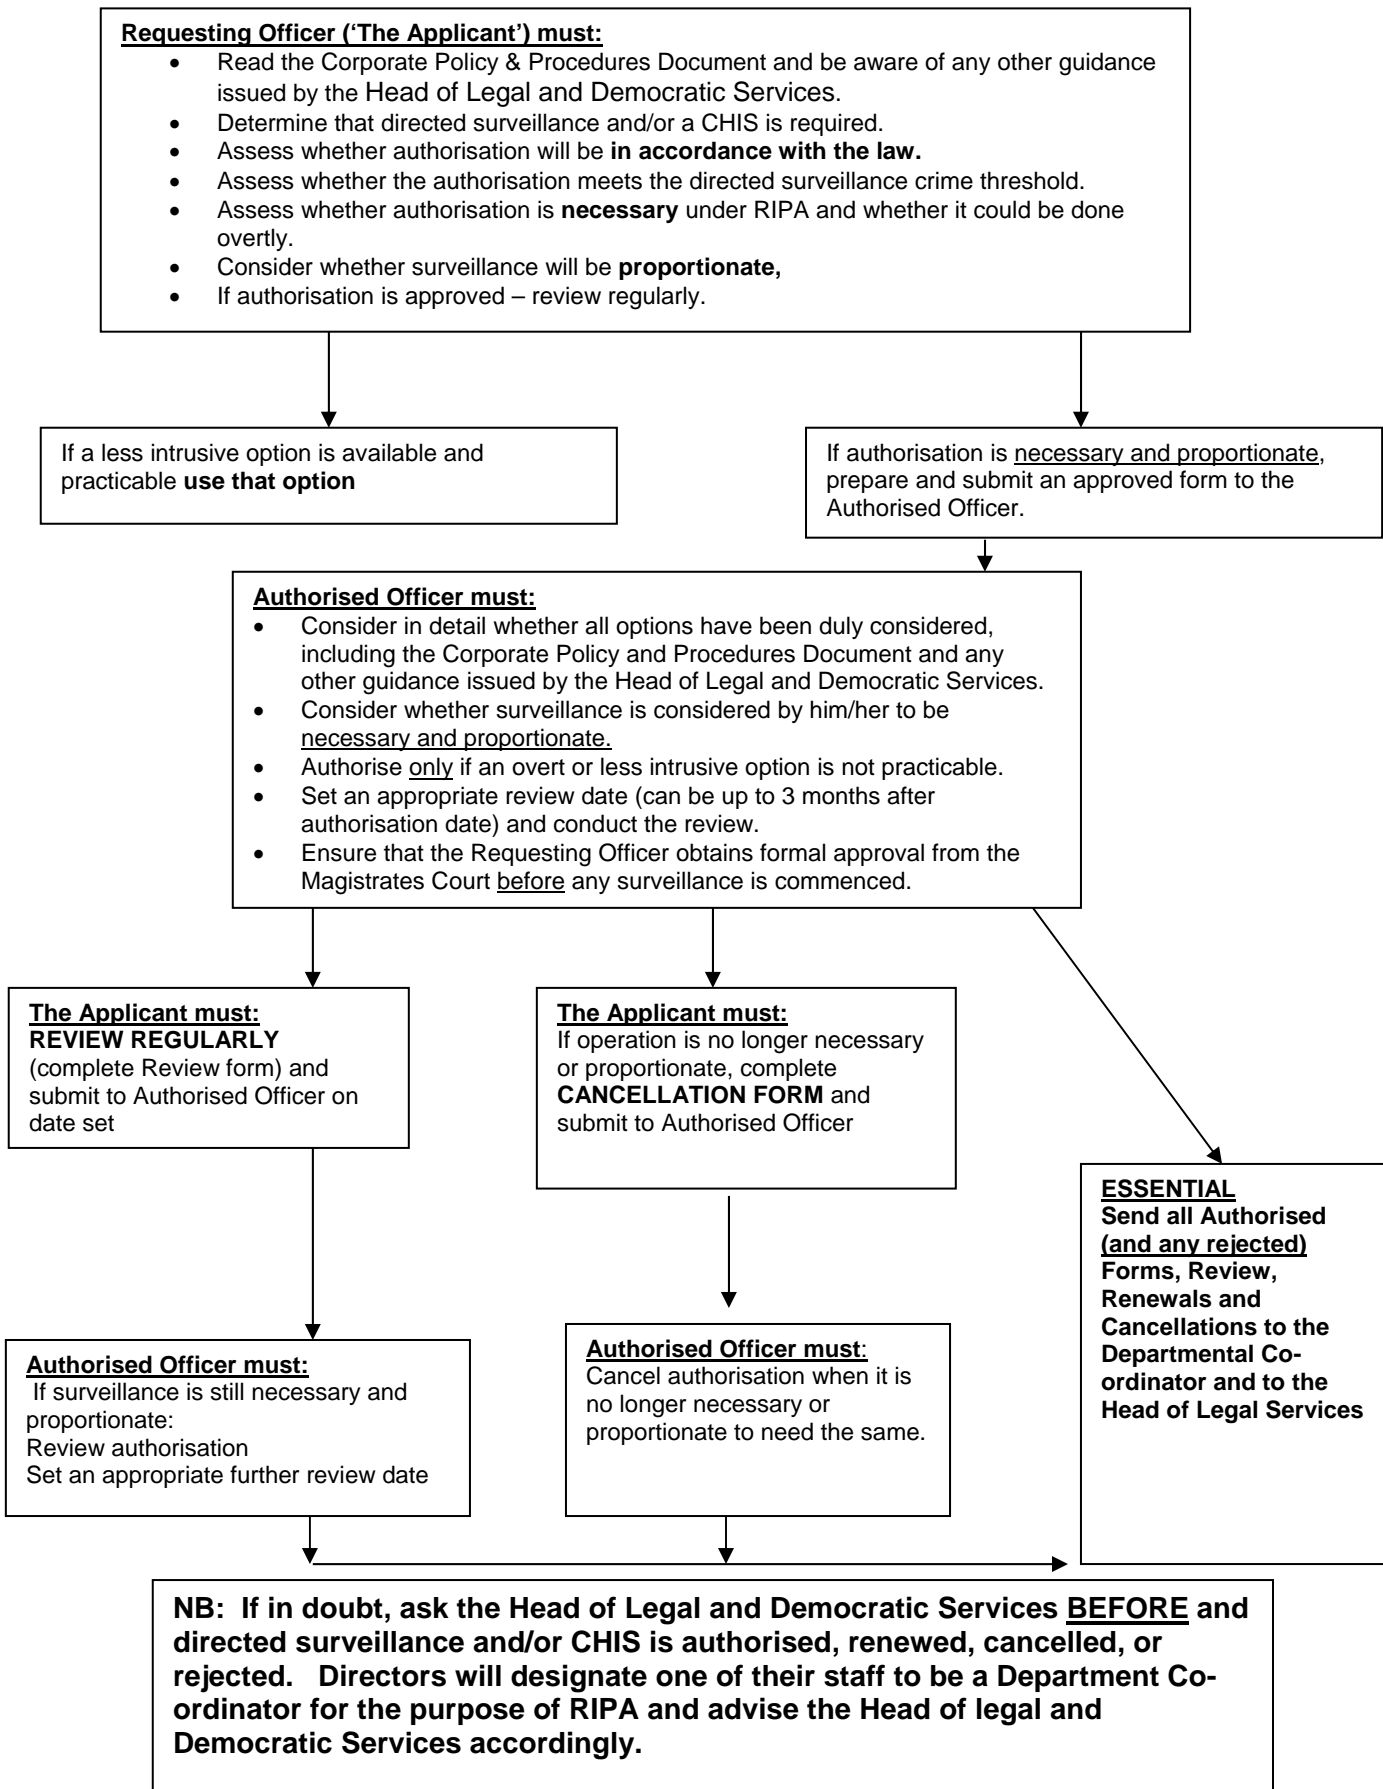 Requesting Officer (‘The Applicant’) must:
• Read the Corporate Policy & Procedures Document and be aware of any other guidance
issued by the Head of Legal and Democratic Services.
• Determine that directed surveillance and/or a CHIS is required.
• Assess whether authorisation will be in accordance with the law.
• Assess whether the authorisation meets the directed surveillance crime threshold.
• Assess whether authorisation is necessary under RIPA and whether it could be done
overtly.
• Consider whether surveillance will be proportionate,
• If authorisation is approved – review regularly.
If a less intrusive option is available and
practicable use that option
If authorisation is necessary and proportionate,
prepare and submit an approved form to the
Authorised Officer.
Authorised Officer must:
• Consider in detail whether all options have been duly considered,
including the Corporate Policy and Procedures Document and any
other guidance issued by the Head of Legal and Democratic Services.
• Consider whether surveillance is considered by him/her to be
necessary and proportionate.
• Authorise only if an overt or less intrusive option is not practicable.
• Set an appropriate review date (can be up to 3 months after
authorisation date) and conduct the review.
• Ensure that the Requesting Officer obtains formal approval from the
Magistrates Court before any surveillance is commenced.
The Applicant must:
REVIEW REGULARLY
(complete Review form) and
submit to Authorised Officer on
date set
The Applicant must:
If operation is no longer necessary
or proportionate, complete
CANCELLATION FORM and
submit to Authorised Officer
ESSENTIAL
Send all Authorised
(and any rejected)
Forms, Review,
Renewals and
Cancellations to the
Departmental Co-
ordinator and to the
Head of Legal Services
Authorised Officer must:
If surveillance is still necessary and
proportionate:
Review authorisation
Set an appropriate further review date
Authorised Officer must:
Cancel authorisation when it is
no longer necessary or
proportionate to need the same.
NB: If in doubt, ask the Head of Legal and Democratic Services BEFORE and
directed surveillance and/or CHIS is authorised, renewed, cancelled, or
rejected. Directors will designate one of their staff to be a Department Co-
ordinator for the purpose of RIPA and advise the Head of legal and
Democratic Services accordingly.